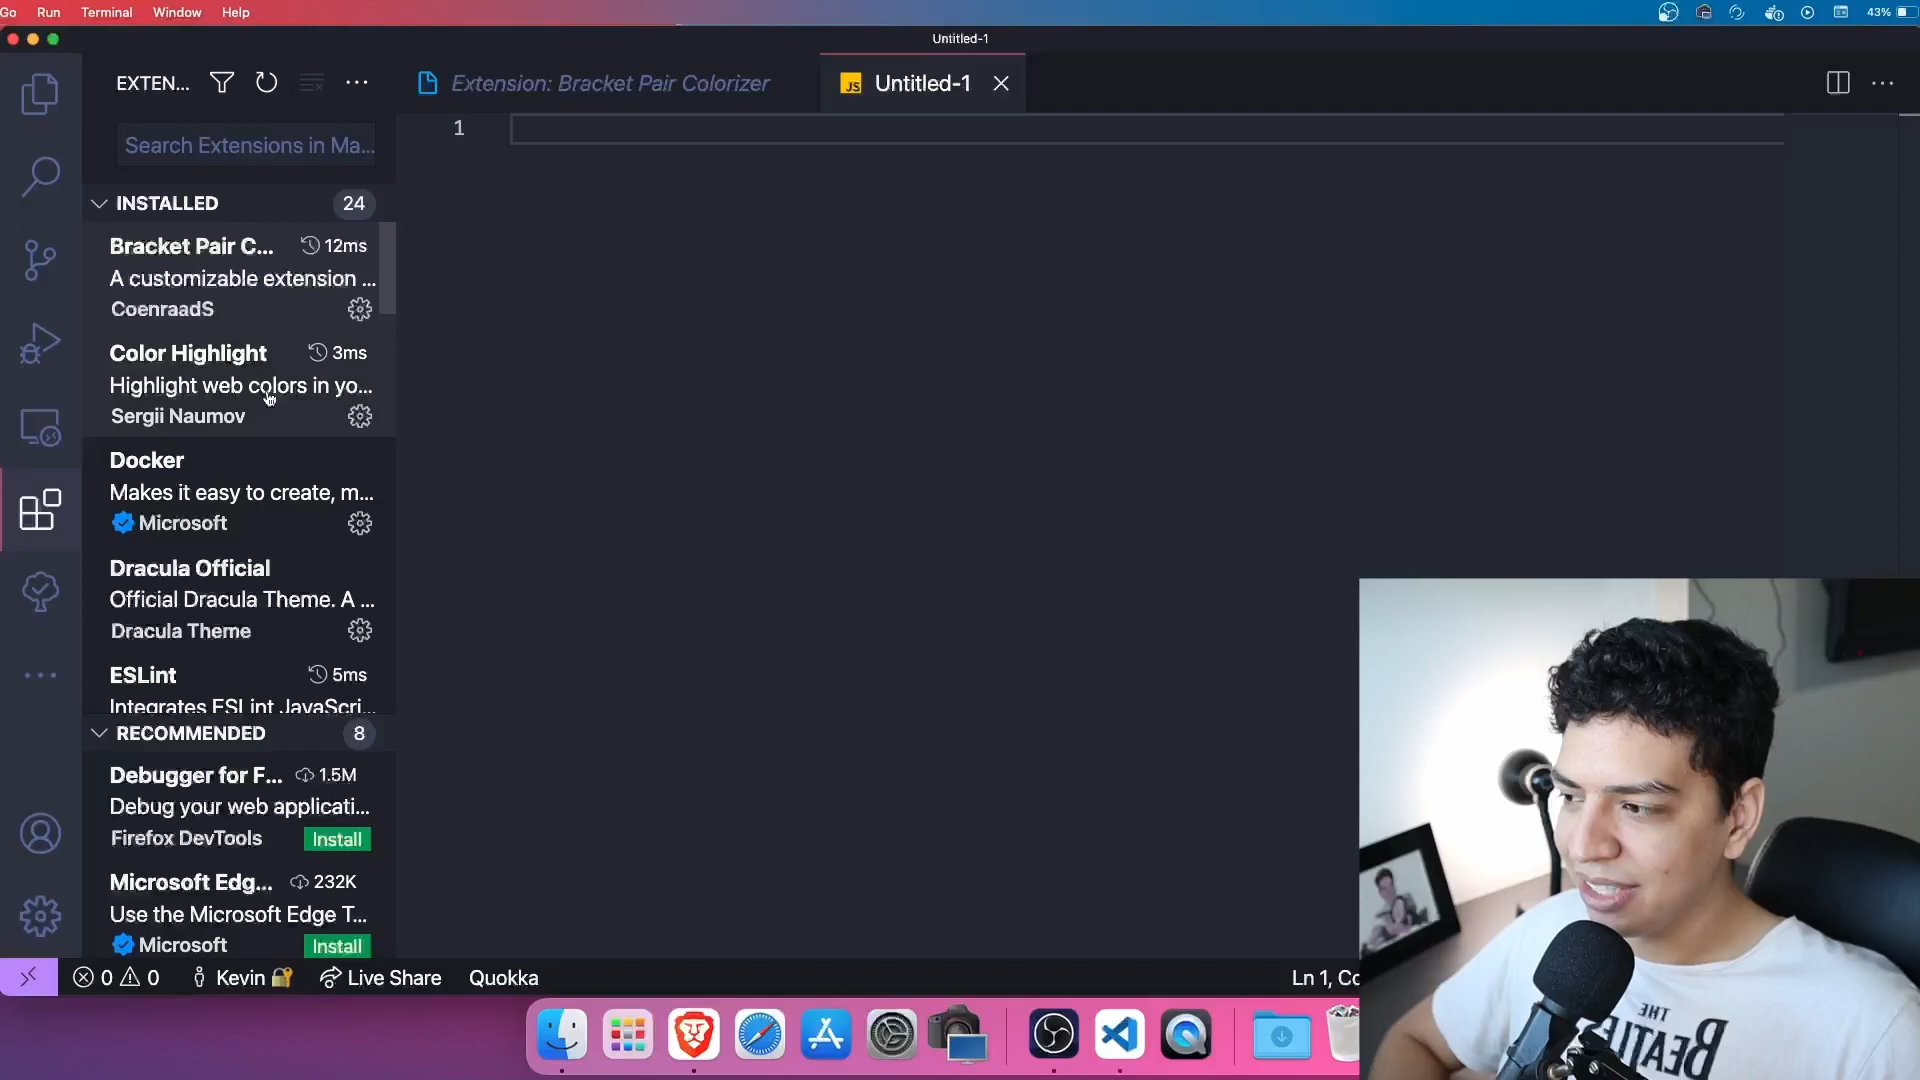 Go Run Terminal Window Help 43%
Untitled-1
EXTEN...
Extension: Bracket Pair Colorizer
JS Untitled-1
1
Search Extensions in Ma...
INSTALLED 24
Bracket Pair C... 12ms
A customizable extension ...
CoenraadS
Color Highlight 3ms
Highlight web colors in yo...
Sergii Naumov
Docker
Makes it easy to create, m...
Microsoft
Dracula Official
Official Dracula Theme. A ...
Dracula Theme
ESLint 5ms
Integrates ESLint JavaScri...
RECOMMENDED 8
Debugger for F... 1.5M
Debug your web applicati...
Firefox DevTools Install
Microsoft Edg... 232K
Use the Microsoft Edge T...
Microsoft Install
0 0 Kevin Live Share Quokka Ln 1, Co
THE
BEATLES